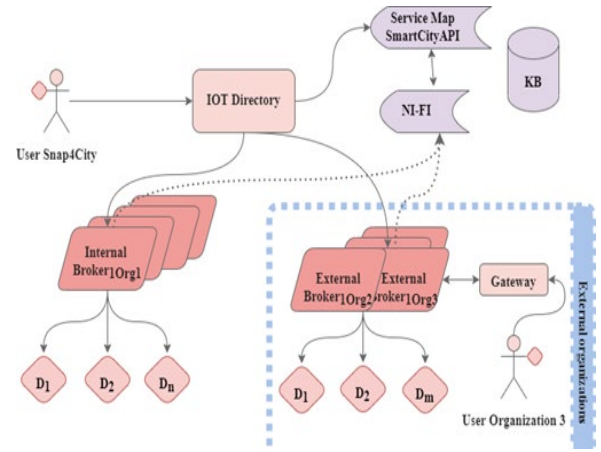 Service Map
SmartCityAPI
KB
IOT Directory
NI-FI
User Snap4City
Internal
Broker1Org1
External
Broker1Org2
External
Broker1Org3
Gateway
External organizations
D1
D2
Dn
D1
D2
Dm
User Organization 3